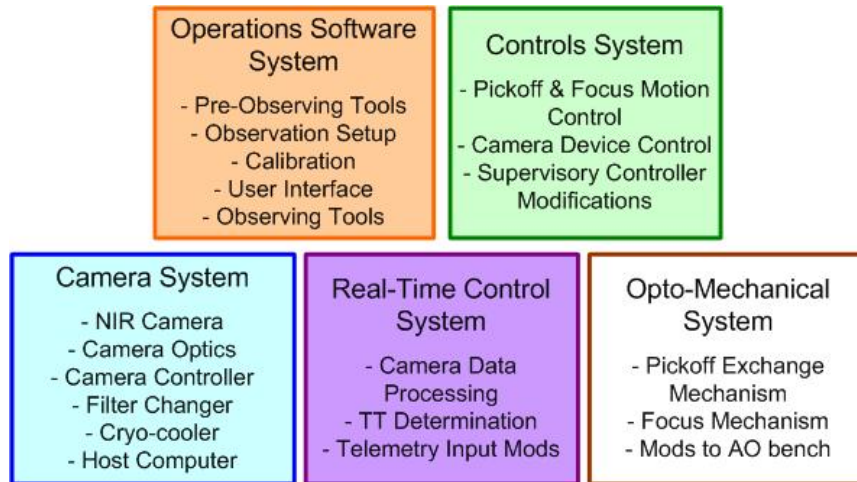 Operations Software
System
- Pre-Observing Tools
- Observation Setup
- Calibration
- User Interface
- Observing Tools
Controls System
- Pickoff & Focus Motion
Control
- Camera Device Control
- Supervisory Controller
Modifications
Camera System
- NIR Camera
- Camera Optics
- Camera Controller
- Filter Changer
- Cryo-cooler
- Host Computer
Real-Time Control
System
- Camera Data
Processing
- TT Determination
- Telemetry Input Mods
Opto-Mechanical
System
- Pickoff Exchange
Mechanism
- Focus Mechanism
- Mods to AO bench